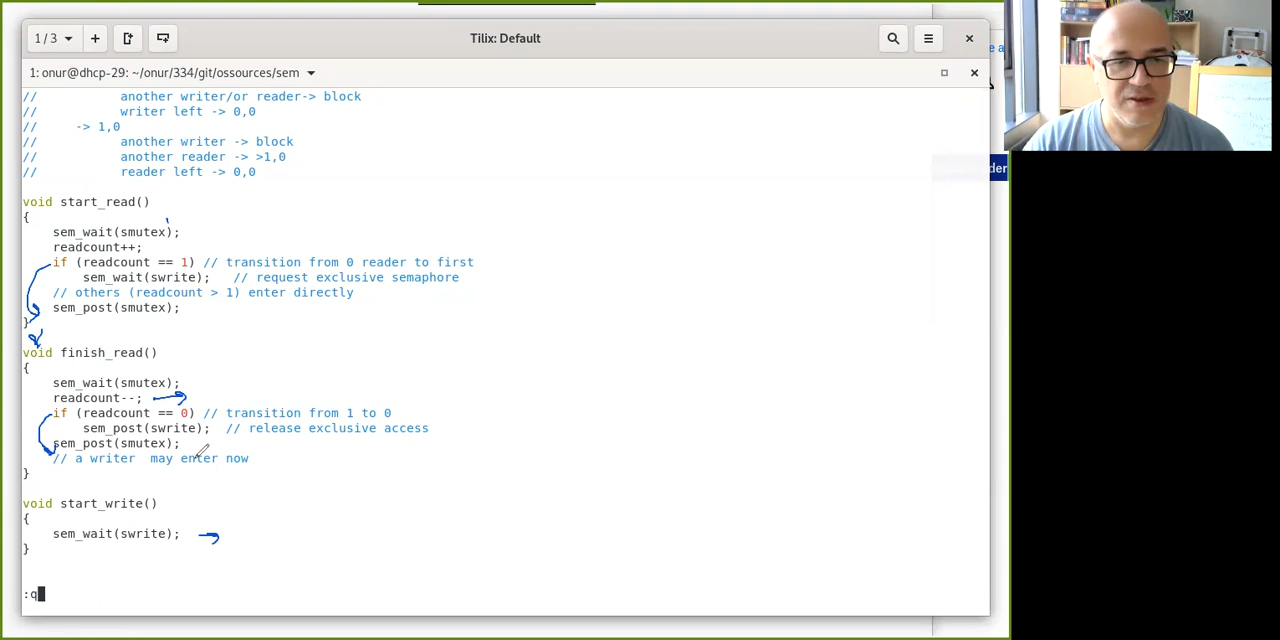 1 / 3
Tilix: Default
1: onur@dhcp-29: ~/onur/334/git/ossources/sem
//           another writer/or reader-> block
//           writer left -> 0,0
//     -> 1,0
//           another writer -> block
//           another reader -> >1,0
//           reader left -> 0,0
void start_read()
{
    sem_wait(smutex);
    readcount++;
    if (readcount == 1) // transition from 0 reader to first
        sem_wait(swrite);   // request exclusive semaphore
    // others (readcount > 1) enter directly
    sem_post(smutex);
}
void finish_read()
{
    sem_wait(smutex);
    readcount--;
    if (readcount == 0) // transition from 1 to 0
        sem_post(swrite);  // release exclusive access
    sem_post(smutex);
    // a writer  may enter now
}
void start_write()
{
    sem_wait(swrite);
}
:q